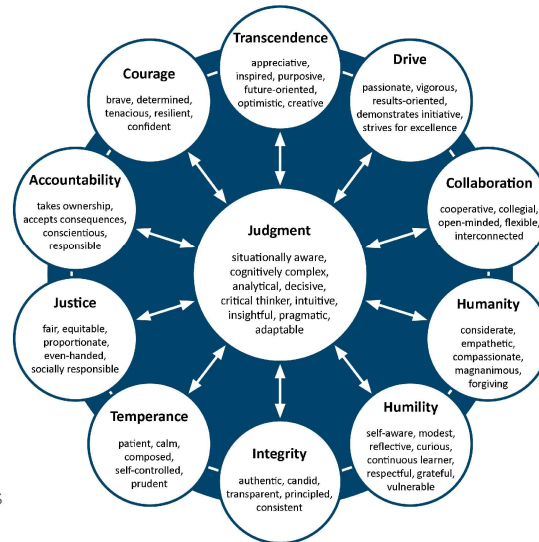 Transcendence
appreciative,
inspired, purposive,
future-oriented,
optimistic, creative
Drive
passionate, vigorous,
results-oriented,
demonstrates initiative,
strives for excellence
Collaboration
cooperative, collegial,
open-minded, flexible,
interconnected
Humanity
considerate,
empathetic,
compassionate,
magnanimous,
forgiving
Humility
self-aware, modest,
reflective, curious,
continuous learner,
respectful, grateful,
vulnerable
Integrity
authentic, candid,
transparent, principled,
consistent
Temperance
patient, calm,
composed,
self-controlled,
prudent
Justice
fair, equitable,
proportionate,
even-handed,
socially responsible
Accountability
takes ownership,
accepts consequences,
conscientious,
responsible
Courage
brave, determined,
tenacious, resilient,
confident
Judgment
situationally aware,
cognitively complex,
analytical, decisive,
critical thinker, intuitive,
insightful, pragmatic,
adaptable
s